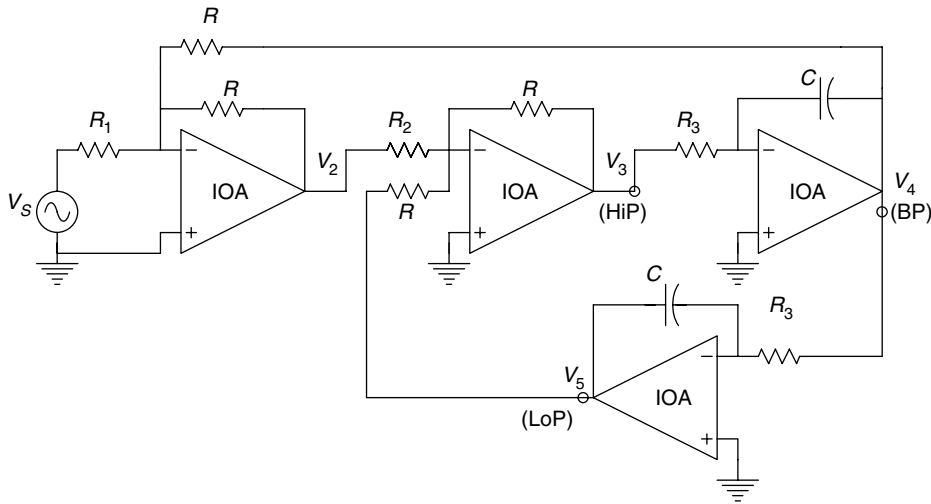 R
C
R
R
R1
R2
R3
−
−
−
V2
V3
V4
IOA
IOA
IOA
VS
R
(HiP)
(BP)
+
+
+
C
R3
−
V5
IOA
(LoP)
+